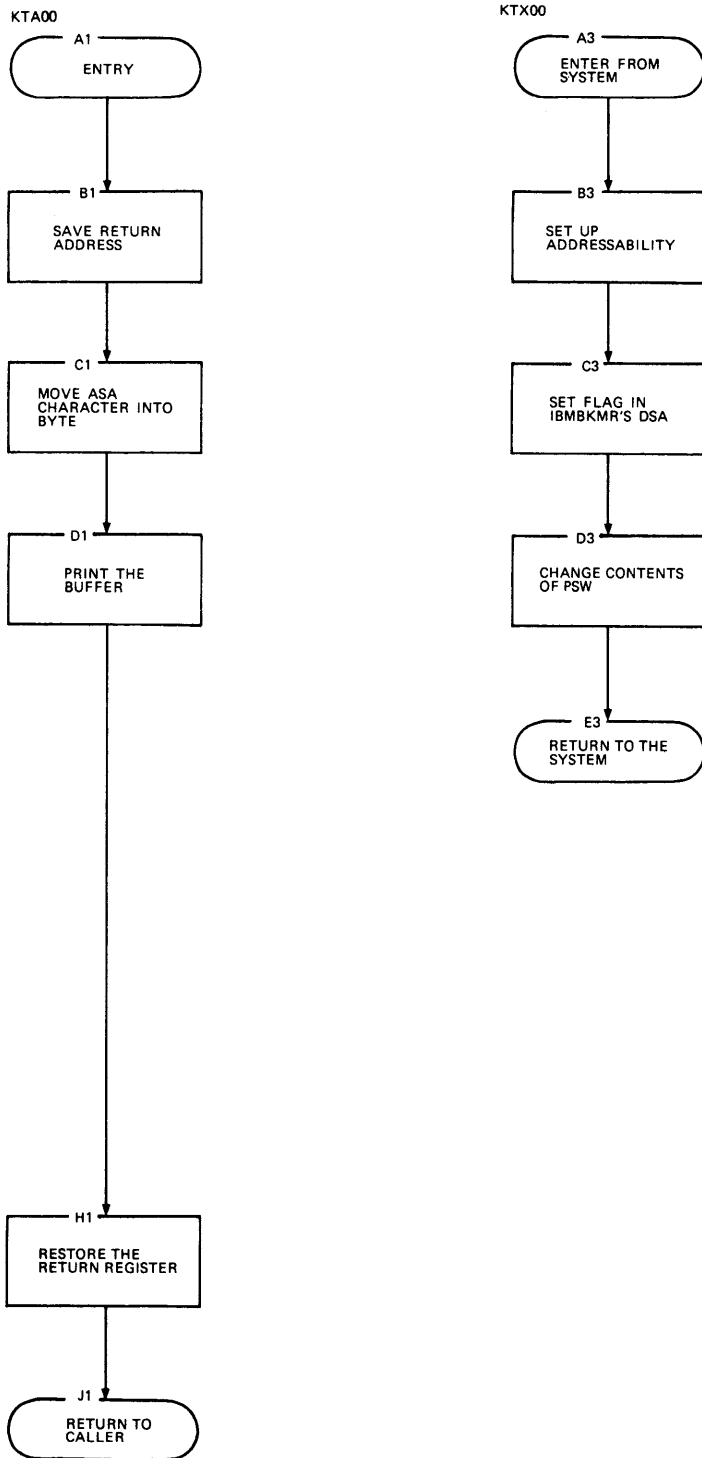 KTA00
A1
ENTRY
B1
SAVE RETURN
ADDRESS
C1
MOVE ASA
CHARACTER INTO
BYTE
D1
PRINT THE
BUFFER
H1
RESTORE THE
RETURN REGISTER
J1
RETURN TO
CALLER
KTX00
A3
ENTER FROM
SYSTEM
B3
SET UP
ADDRESSABILITY
C3
SET FLAG IN
IBMBKMR'S DSA
D3
CHANGE CONTENTS
OF PSW
E3
RETURN TO THE
SYSTEM